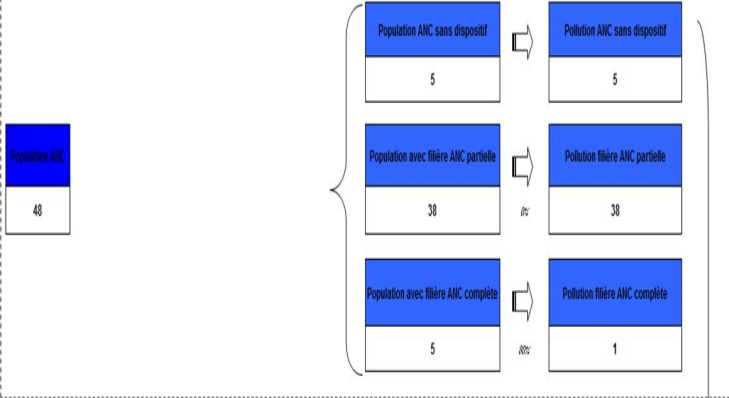 Population ANC sans dispositif
Pollution ANC sans dispositif
5
5
Population ANC
48
Population avec filière ANC partielle
Pollution filière ANC partielle
38
38
Population avec filière ANC complète
Pollution filière ANC complète
5
1